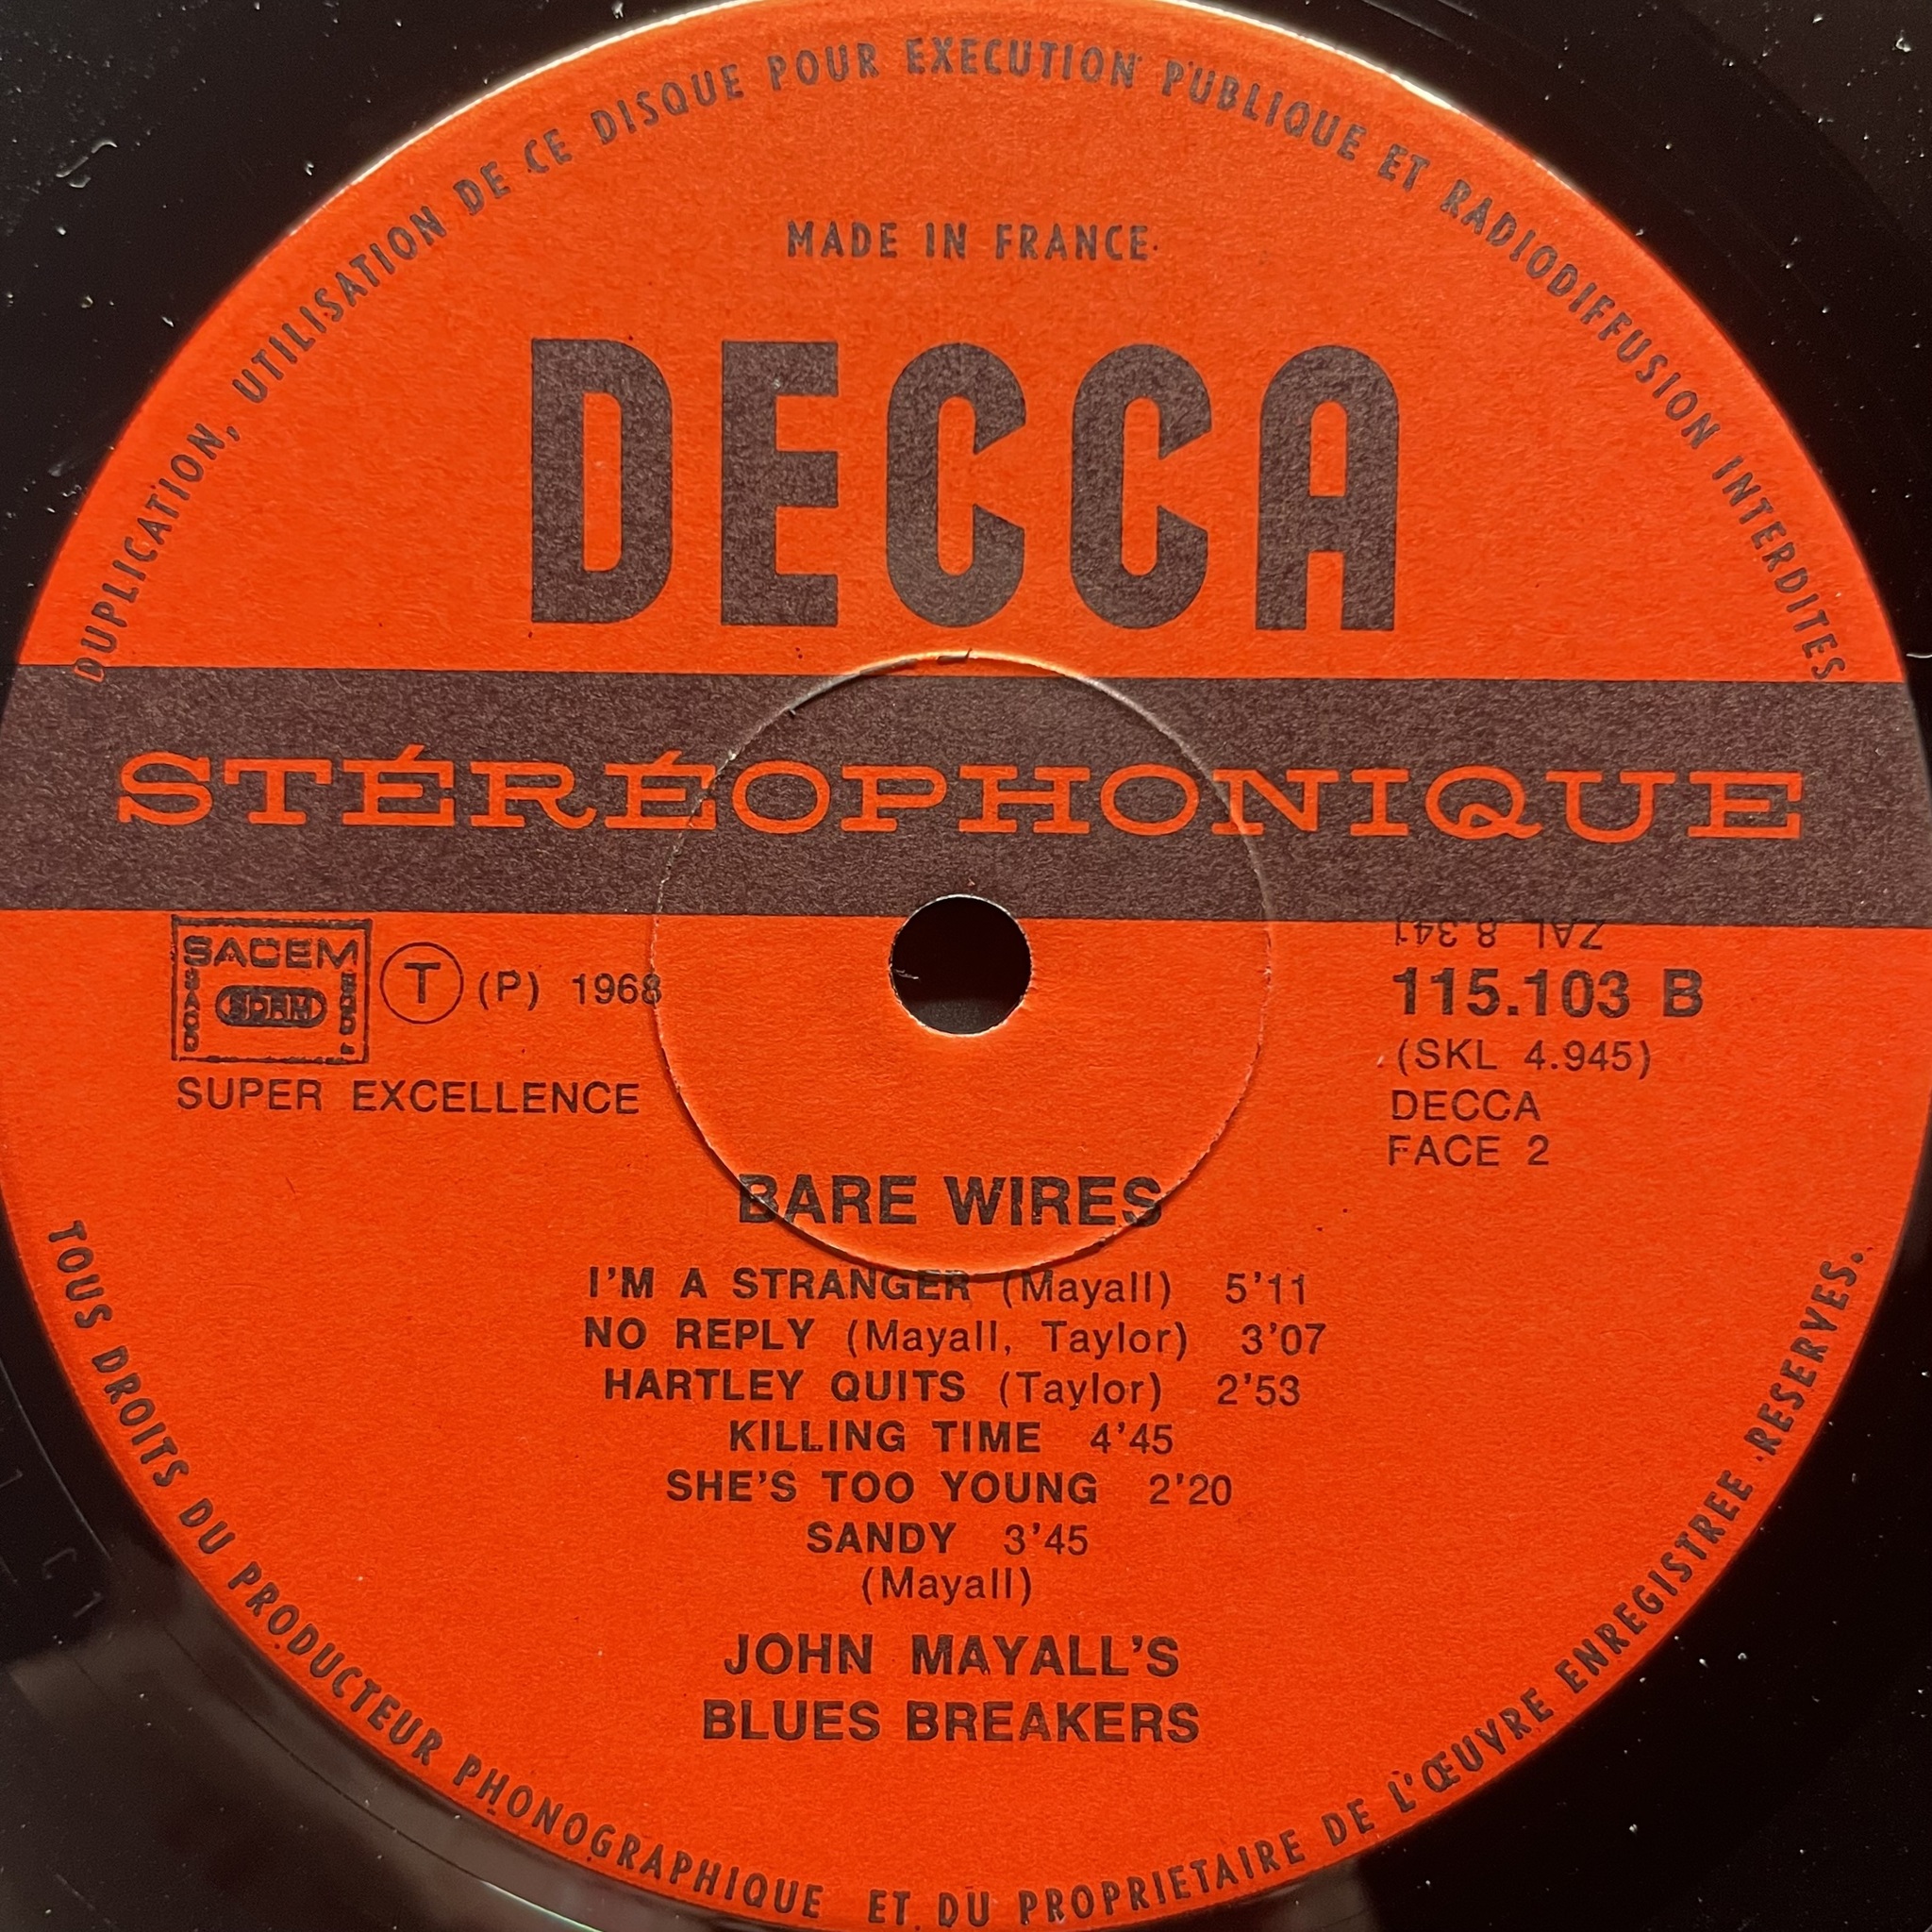 DUPLICATION, UTILISATION DE CE DISQUE POUR EXECUTION PUBLIQUE ET RADIODIFFUSION INTERDITES
MADE IN FRANCE
DECCA
STÉRÉOPHONIQUE
SACEM
SACD
SDRM
SGDL
T (P) 1968
SUPER EXCELLENCE
ZAL 8.341
115.103 B
(SKL 4.945)
DECCA
FACE 2
BARE WIRES
I'M A STRANGER (Mayall) 5'11
NO REPLY (Mayall, Taylor) 3'07
HARTLEY QUITS (Taylor) 2'53
KILLING TIME 4'45
SHE'S TOO YOUNG 2'20
SANDY 3'45
(Mayall)
JOHN MAYALL'S
BLUES BREAKERS
TOUS DROITS DU PRODUCTEUR PHONOGRAPHIQUE ET DU PROPRIETAIRE DE L'ŒUVRE ENREGISTREE RESERVES.